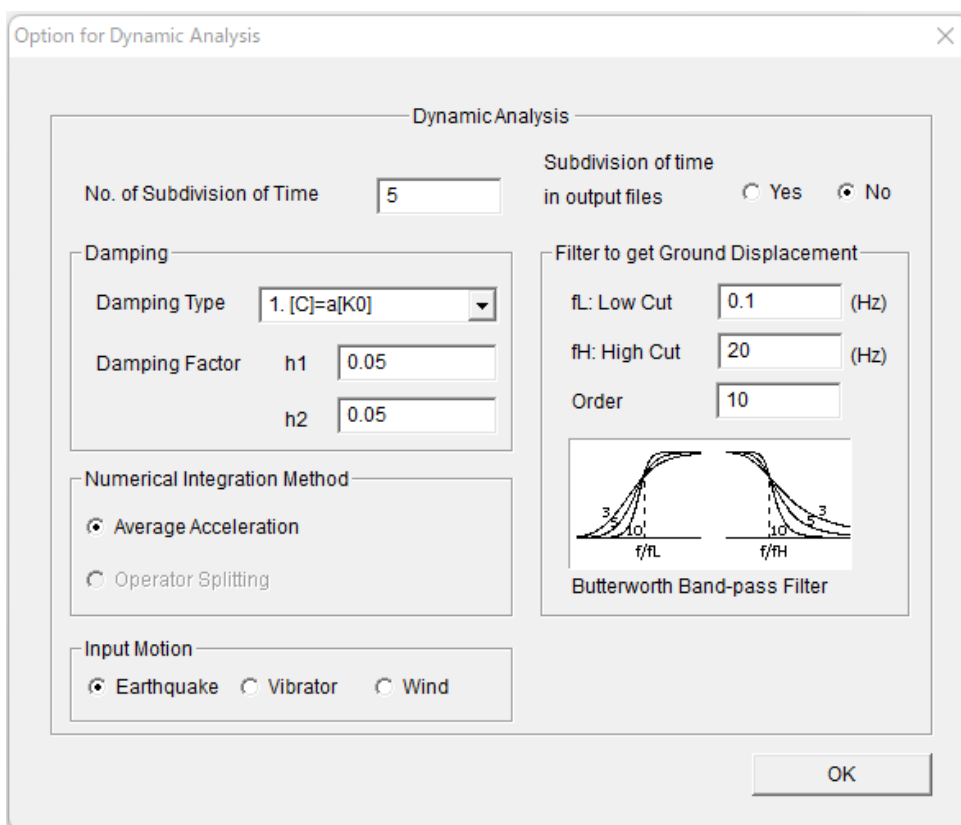 Option for Dynamic Analysis
Dynamic Analysis
No. of Subdivision of Time 5
Subdivision of time
in output files Yes No
Damping
Damping Type 1. [C]=a[K0]
Damping Factor h1 0.05
h2 0.05
Filter to get Ground Displacement
fL: Low Cut 0.1 (Hz)
fH: High Cut 20 (Hz)
Order 10
3 5 10 10 5 3
f/fL f/fH
Butterworth Band-pass Filter
Numerical Integration Method
Average Acceleration
Operator Splitting
Input Motion
Earthquake Vibrator Wind
OK